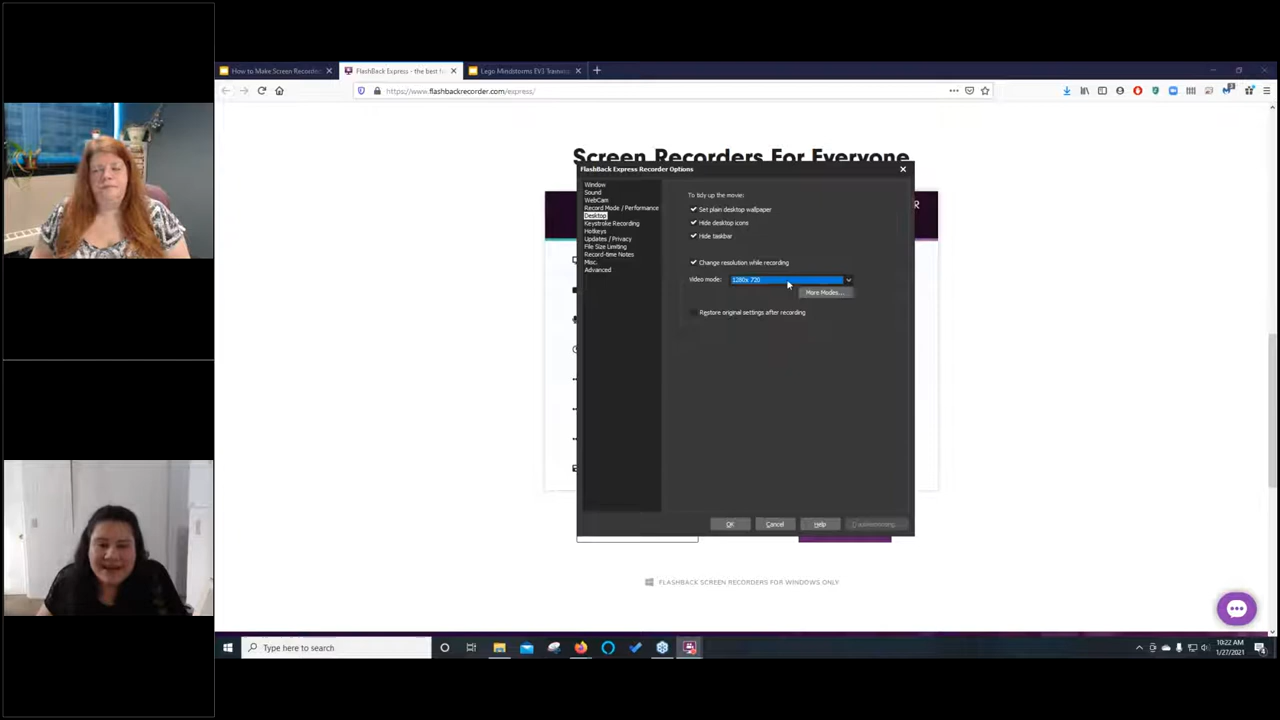 How to Make Screen Recorded
FlashBack Express - the best f
Lego Mindstorms EV3 Transc
https://www.flashbackrecorder.com/express/
Screen Recorders For Everyone
FlashBack Express Recorder Options
Window
Sound
WebCam
Record Mode / Performance
Desktop
Keystroke Recording
Hotkeys
Updates / Privacy
File Size Limiting
Record-time Notes
Misc.
Advanced
To tidy up the movie:
Set plain desktop wallpaper
Hide desktop icons
Hide taskbar
Change resolution while recording
Video mode: 1280x 720
More Modes...
Restore original settings after recording
OK Cancel Help
R
FLASHBACK SCREEN RECORDERS FOR WINDOWS ONLY
Type here to search
10:22 AM
1/27/2021